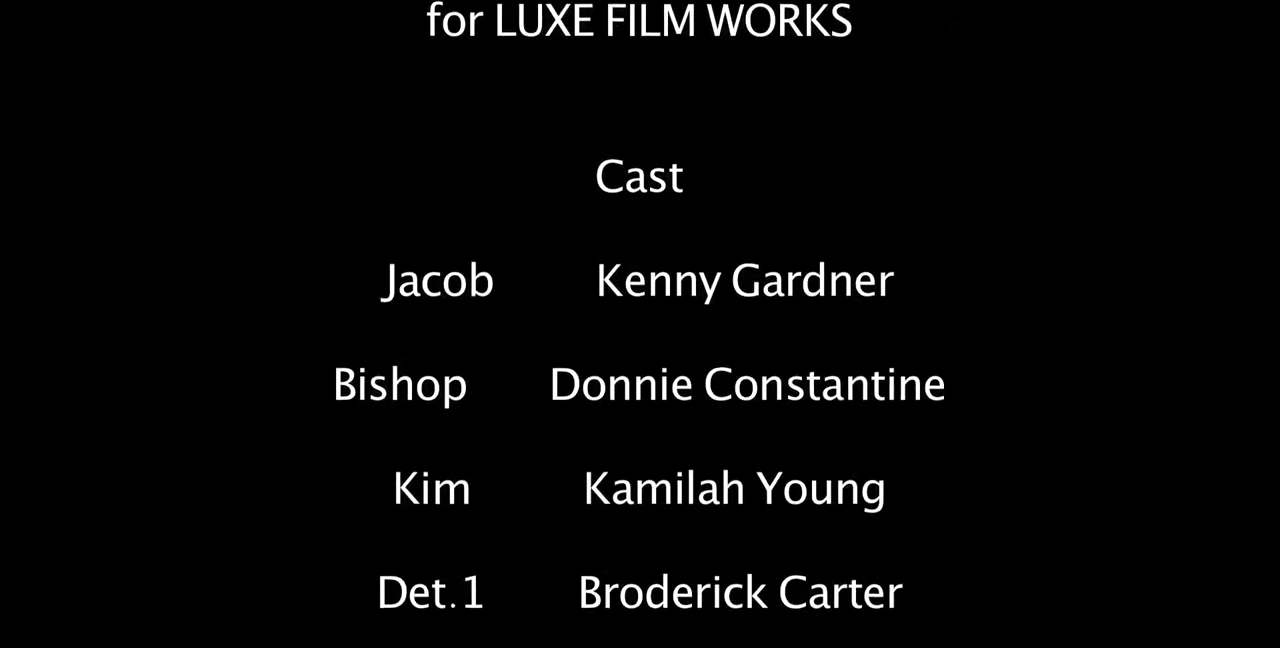 for LUXE FILM WORKS
Cast
Jacob Kenny Gardner
Bishop Donnie Constantine
Kim Kamilah Young
Det.1 Broderick Carter